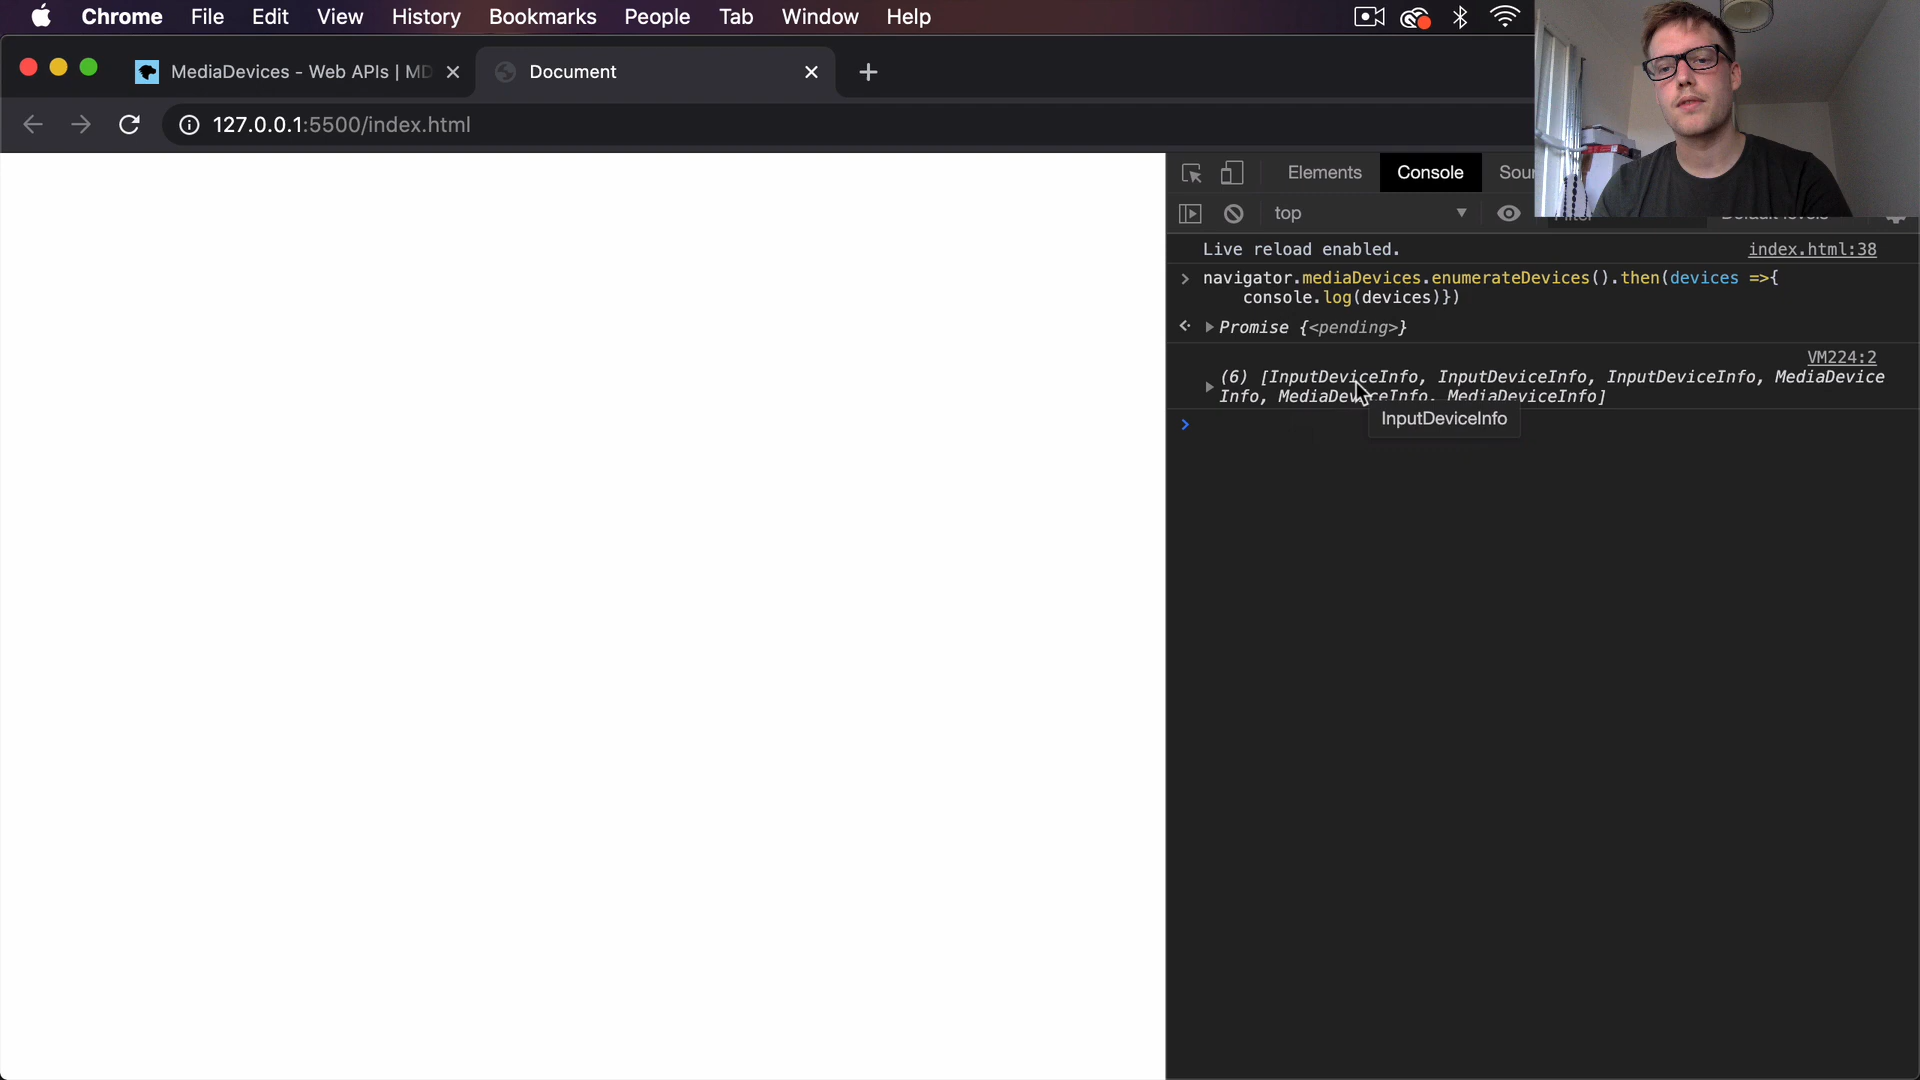 Chrome File Edit View History Bookmarks People Tab Window Help
MediaDevices - Web APIs | MD
Document
127.0.0.1:5500/index.html
Elements Console Sour
top
Live reload enabled. index.html:38
navigator.mediaDevices.enumerateDevices().then(devices =>{
console.log(devices)})
Promise {<pending>}
VM224:2
(6) [InputDeviceInfo, InputDeviceInfo, InputDeviceInfo, MediaDevice
Info, MediaDeviceInfo, MediaDeviceInfo]
InputDeviceInfo